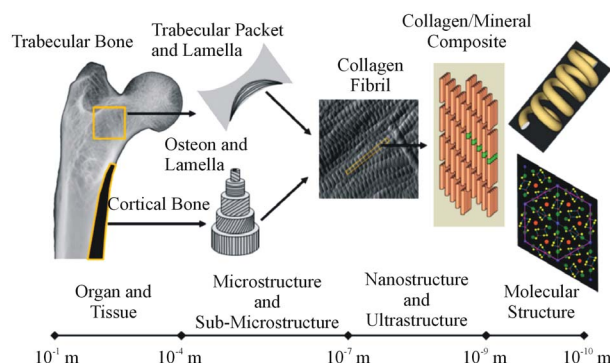 Trabecular Bone
Trabecular Packet
and Lamella
Collagen/Mineral
Composite
Collagen
Fibril
Osteon and
Lamella
Cortical Bone
Organ and
Tissue
Microstructure
and
Sub-Microstructure
Nanostructure
and
Ultrastructure
Molecular
Structure
10⁻¹ m
10⁻⁴ m
10⁻⁷ m
10⁻⁹ m
10⁻¹⁰ m